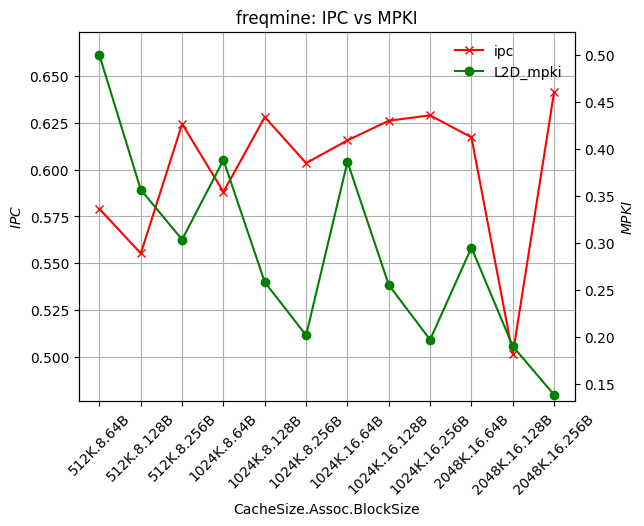 freqmine: IPC vs MPKI
ipc
L2D_mpki
0.650
0.625
0.600
0.575
0.550
0.525
0.500
IPC
0.50
0.45
0.40
0.35
0.30
0.25
0.20
0.15
MPKI
512K.8.64B
512K.8.128B
512K.8.256B
1024K.8.64B
1024K.8.128B
1024K.8.256B
1024K.16.64B
1024K.16.128B
1024K.16.256B
2048K.16.64B
2048K.16.128B
2048K.16.256B
CacheSize.Assoc.BlockSize